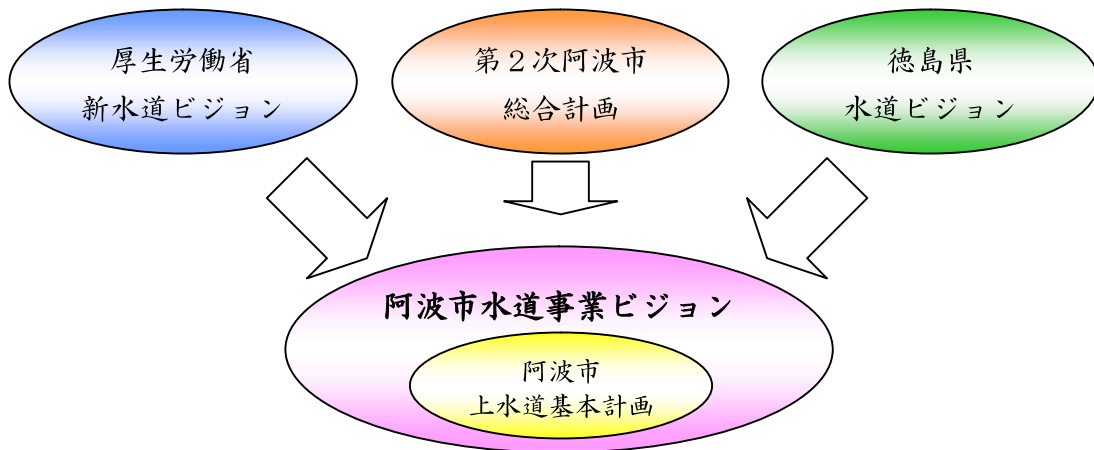 厚生労働省
新水道ビジョン
第２次阿波市
総合計画
徳島県
水道ビジョン
阿波市水道事業ビジョン
阿波市
上水道基本計画